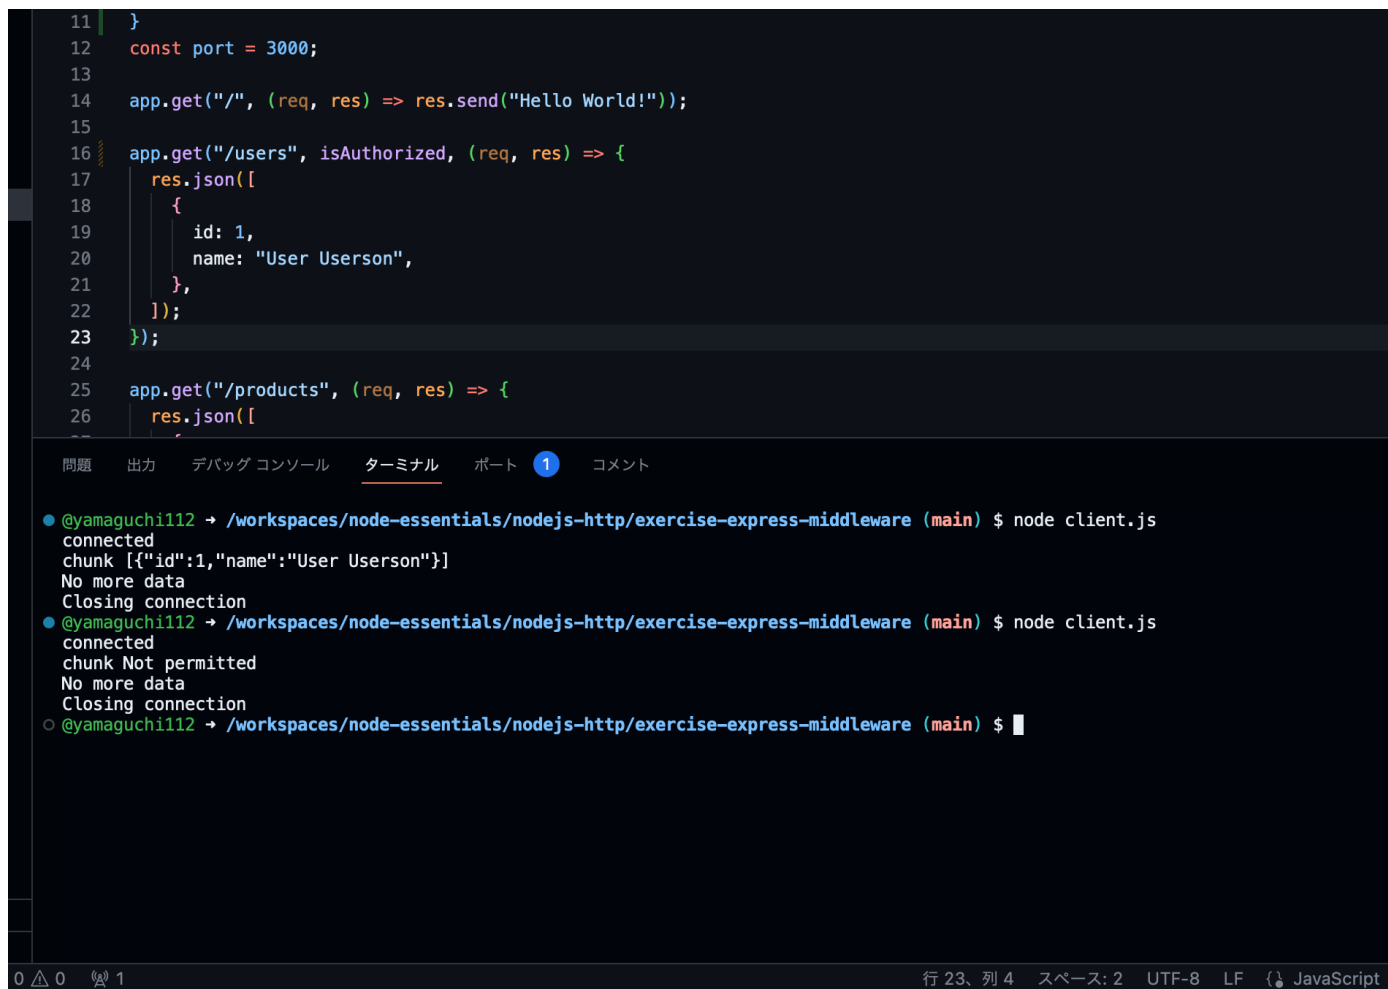 11 }
12 const port = 3000;
13
14 app.get("/", (req, res) => res.send("Hello World!"));
15
16 app.get("/users", isAuthorized, (req, res) => {
17 res.json([
18 {
19 id: 1,
20 name: "User Userson",
21 },
22 ]);
23 });
24
25 app.get("/products", (req, res) => {
26 res.json([
問題 出力 デバッグ コンソール ターミナル ポート 1 コメント
@yamaguchi112 → /workspaces/node-essentials/nodejs-http/exercise-express-middleware (main) $ node client.js
connected
chunk [{"id":1,"name":"User Userson"}]
No more data
Closing connection
@yamaguchi112 → /workspaces/node-essentials/nodejs-http/exercise-express-middleware (main) $ node client.js
connected
chunk Not permitted
No more data
Closing connection
@yamaguchi112 → /workspaces/node-essentials/nodejs-http/exercise-express-middleware (main) $
0 0 1 行 23、列 4 スペース: 2 UTF-8 LF { } JavaScript